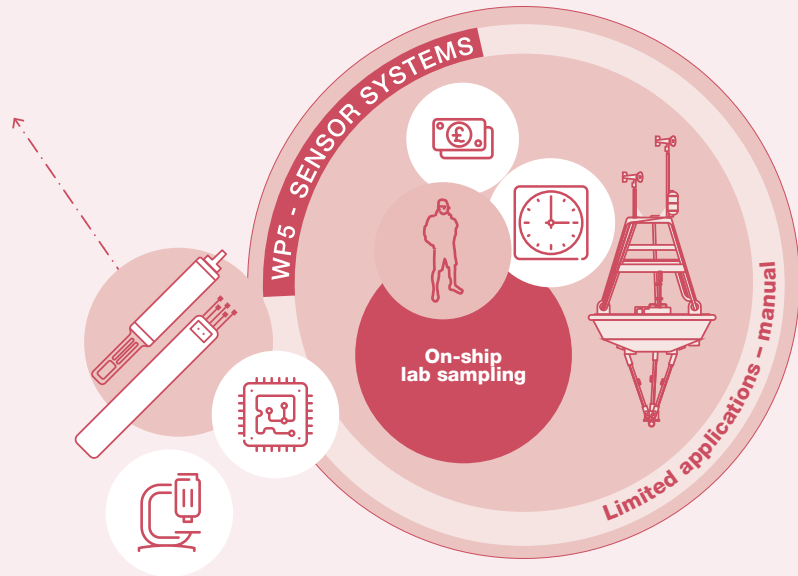 WP5 - SENSOR SYSTEMS
£
On-ship
lab sampling
Limited applications – manual